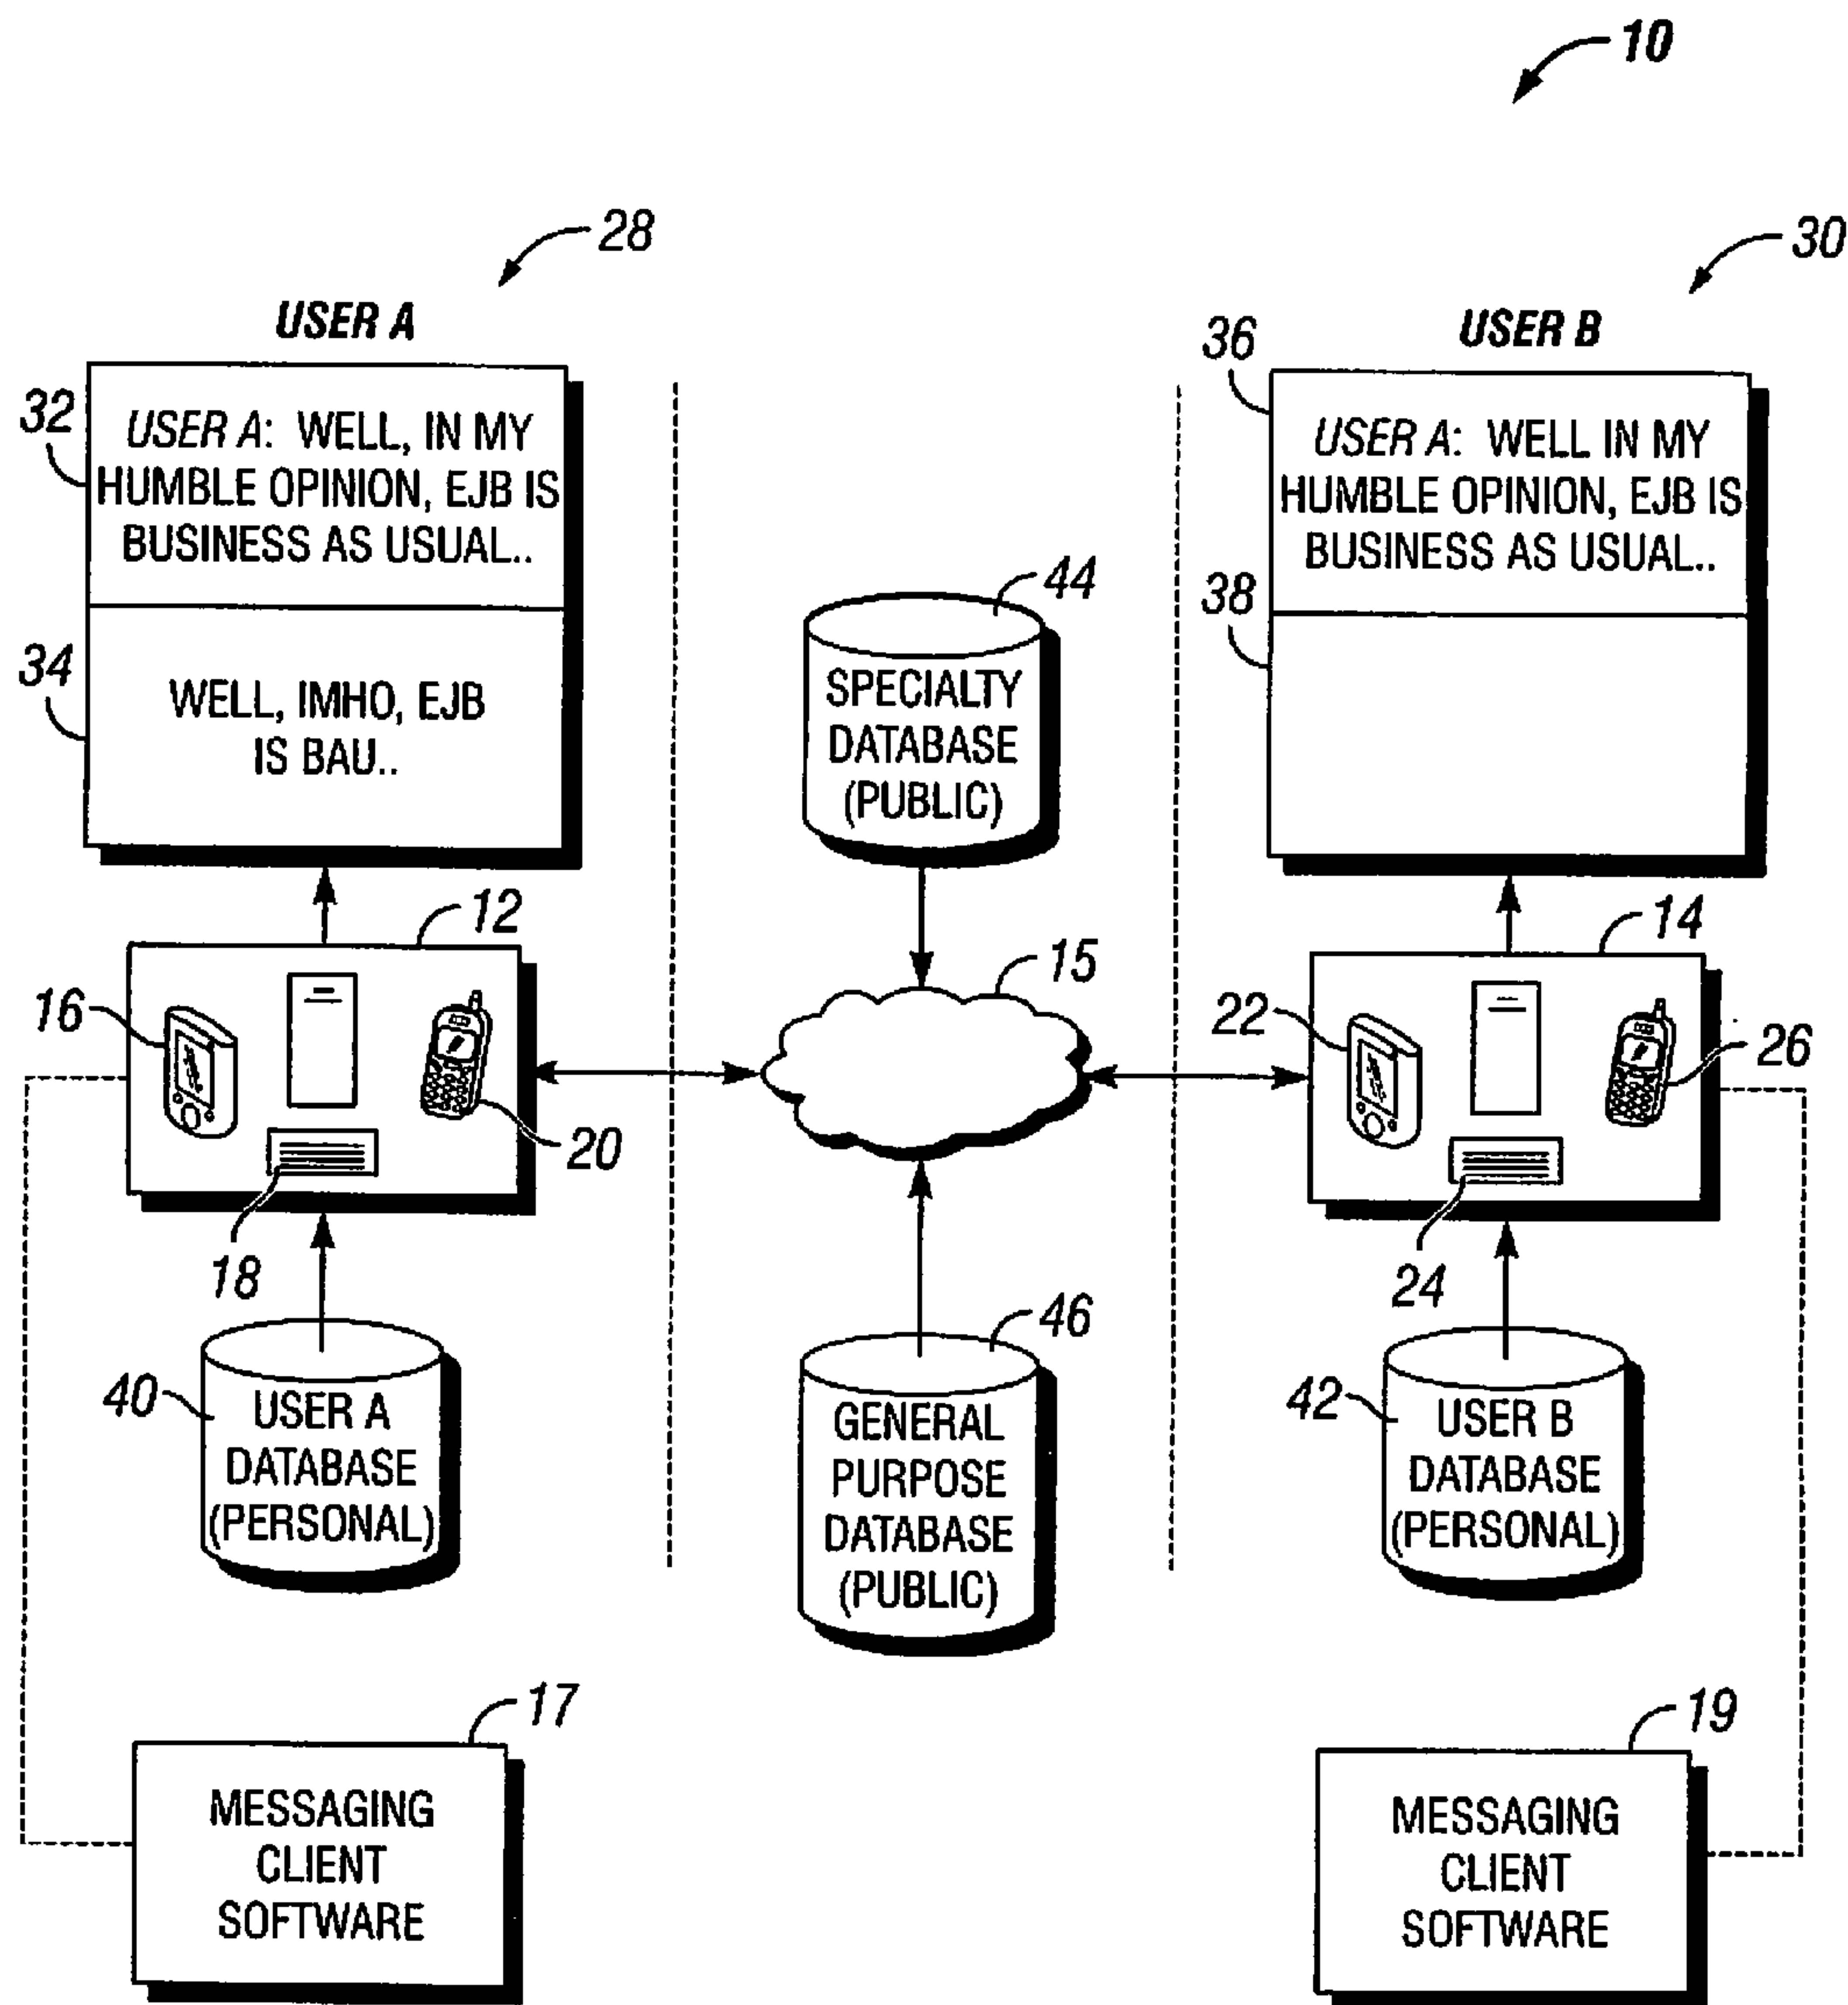 10
28
30
USER A
USER B
32
USER A: WELL, IN MY
HUMBLE OPINION, EJB IS
BUSINESS AS USUAL..
34
WELL, IMHO, EJB
IS BAU..
36
USER A: WELL IN MY
HUMBLE OPINION, EJB IS
BUSINESS AS USUAL..
38
44
SPECIALTY
DATABASE
(PUBLIC)
12
16
20
18
15
14
22
26
24
40
USER A
DATABASE
(PERSONAL)
46
GENERAL
PURPOSE
DATABASE
(PUBLIC)
42
USER B
DATABASE
(PERSONAL)
17
MESSAGING
CLIENT
SOFTWARE
19
MESSAGING
CLIENT
SOFTWARE